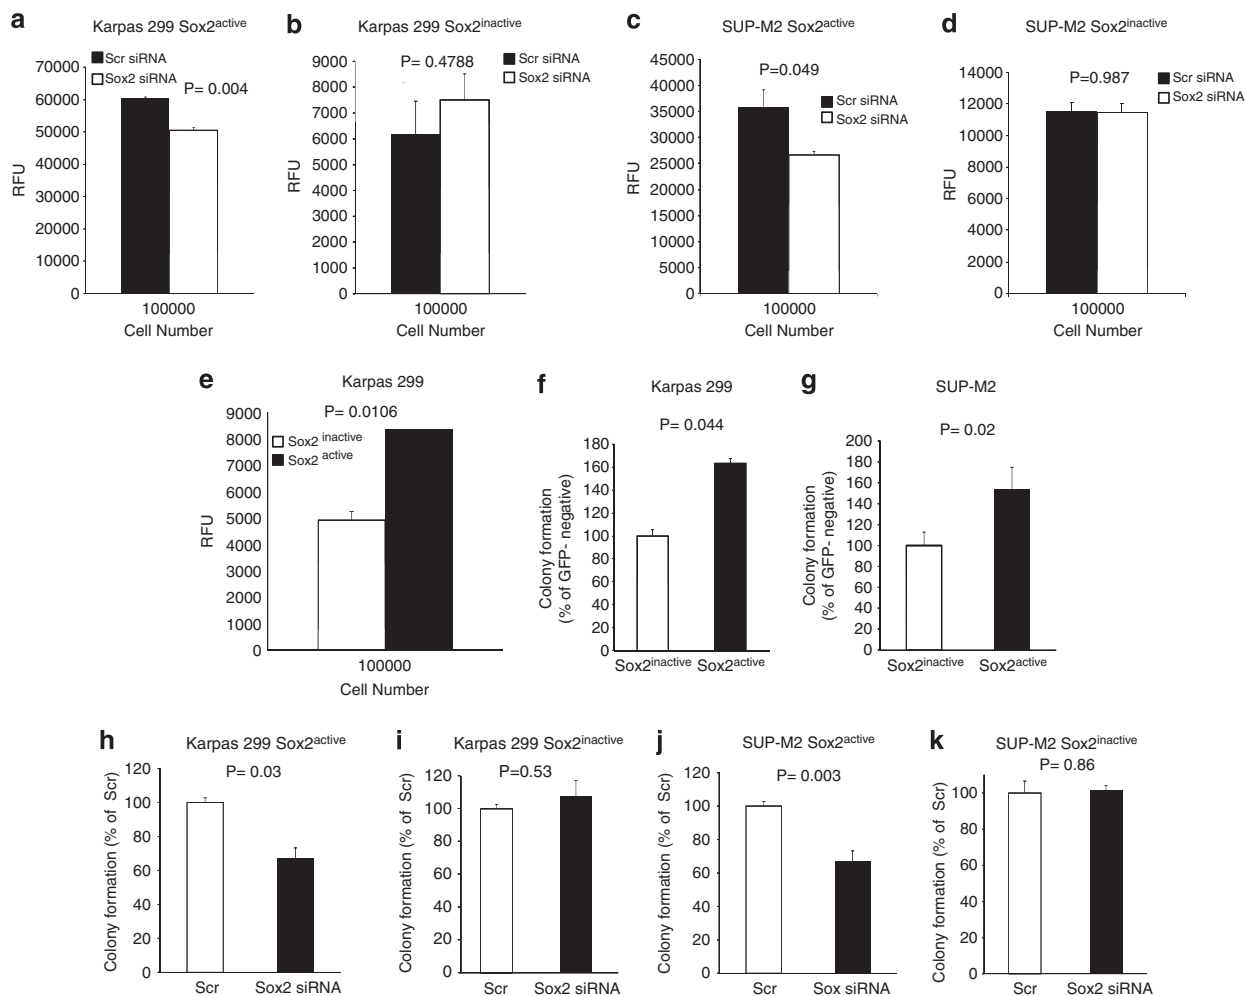 a
Karpas 299 Sox2active
Scr siRNA
Sox2 siRNA
P= 0.004
70000
60000
50000
40000
30000
20000
10000
0
RFU
100000
Cell Number
b
Karpas 299 Sox2inactive
P= 0.4788
Scr siRNA
Sox2 siRNA
9000
8000
7000
6000
5000
4000
3000
2000
1000
0
RFU
100000
Cell Number
c
SUP-M2 Sox2active
P=0.049
Scr siRNA
Sox2 siRNA
45000
40000
35000
30000
25000
20000
15000
10000
5000
0
RFU
100000
Cell Number
d
SUP-M2 Sox2inactive
P=0.987
Scr siRNA
Sox2 siRNA
14000
12000
10000
8000
6000
4000
2000
0
RFU
100000
Cell Number
e
Karpas 299
P= 0.0106
Sox2 inactive
Sox2 active
9000
8000
7000
6000
5000
4000
3000
2000
1000
0
RFU
100000
Cell Number
f
Karpas 299
P= 0.044
180
160
140
120
100
80
60
40
20
0
Colony formation
(% of GFP- negative)
Sox2inactive Sox2active
g
SUP-M2
P= 0.02
200
180
160
140
120
100
80
60
40
20
0
Colony formation
(% of GFP- negative)
Sox2inactive Sox2active
h
Karpas 299 Sox2active
P= 0.03
120
100
80
60
40
20
0
Colony formation (% of Scr)
Scr Sox2 siRNA
i
Karpas 299 Sox2inactive
P=0.53
120
100
80
60
40
20
0
Colony formation (% of Scr)
Scr Sox2 siRNA
j
SUP-M2 Sox2active
P= 0.003
120
100
80
60
40
20
0
Colony formation (% of Scr)
Scr Sox siRNA
k
SUP-M2 Sox2inactive
P= 0.86
100
80
60
40
20
0
Colony formation (% of Scr)
Scr Sox2 siRNA